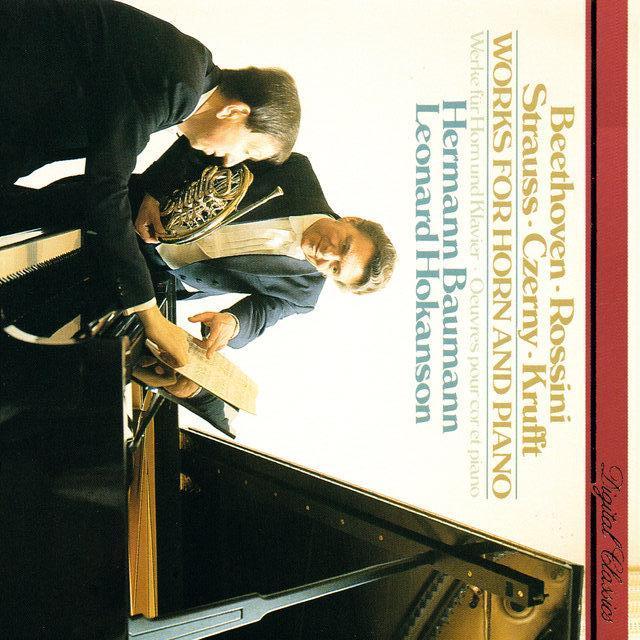 Digital Classics
Beethoven · Rossini
Strauss · Czerny · Krufft
WORKS FOR HORN AND PIANO
Werke für Horn und Klavier · Oeuvres pour cor et piano
Hermann Baumann
Leonard Hokanson